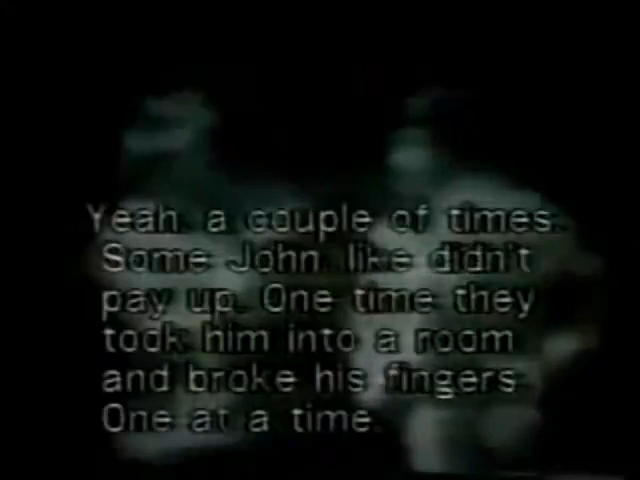 Yeah, a couple of times.
Some John, like didn't
pay up. One time they
took him into a room
and broke his fingers.
One at a time.